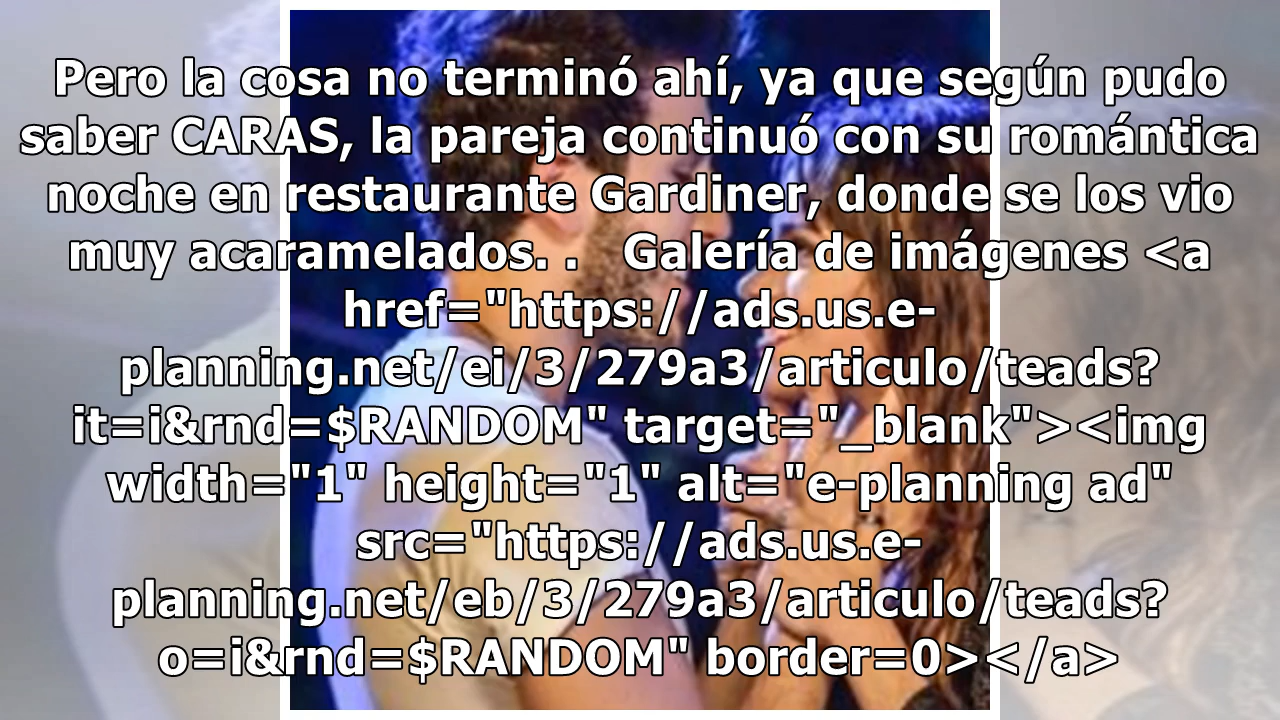 Pero la cosa no terminó ahí, ya que según pudo
saber CARAS, la pareja continuó con su romántica
noche en restaurante Gardiner, donde se los vio
muy acaramelados. .   Galería de imágenes <a
href="https://ads.us.e-
planning.net/ei/3/279a3/articulo/teads?
it=i&rnd=$RANDOM" target="_blank"><img
width="1" height="1" alt="e-planning ad"
src="https://ads.us.e-
planning.net/eb/3/279a3/articulo/teads?
o=i&rnd=$RANDOM" border=0></a>